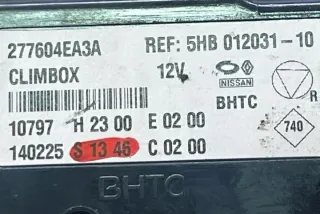 277604EA3A REF: 5HB 012031-10
CLIMBOX 12V NISSAN
BHTC R
10797 H 23 00 E 02 00 740
140225 S 13 46 C 02 00
BHTC